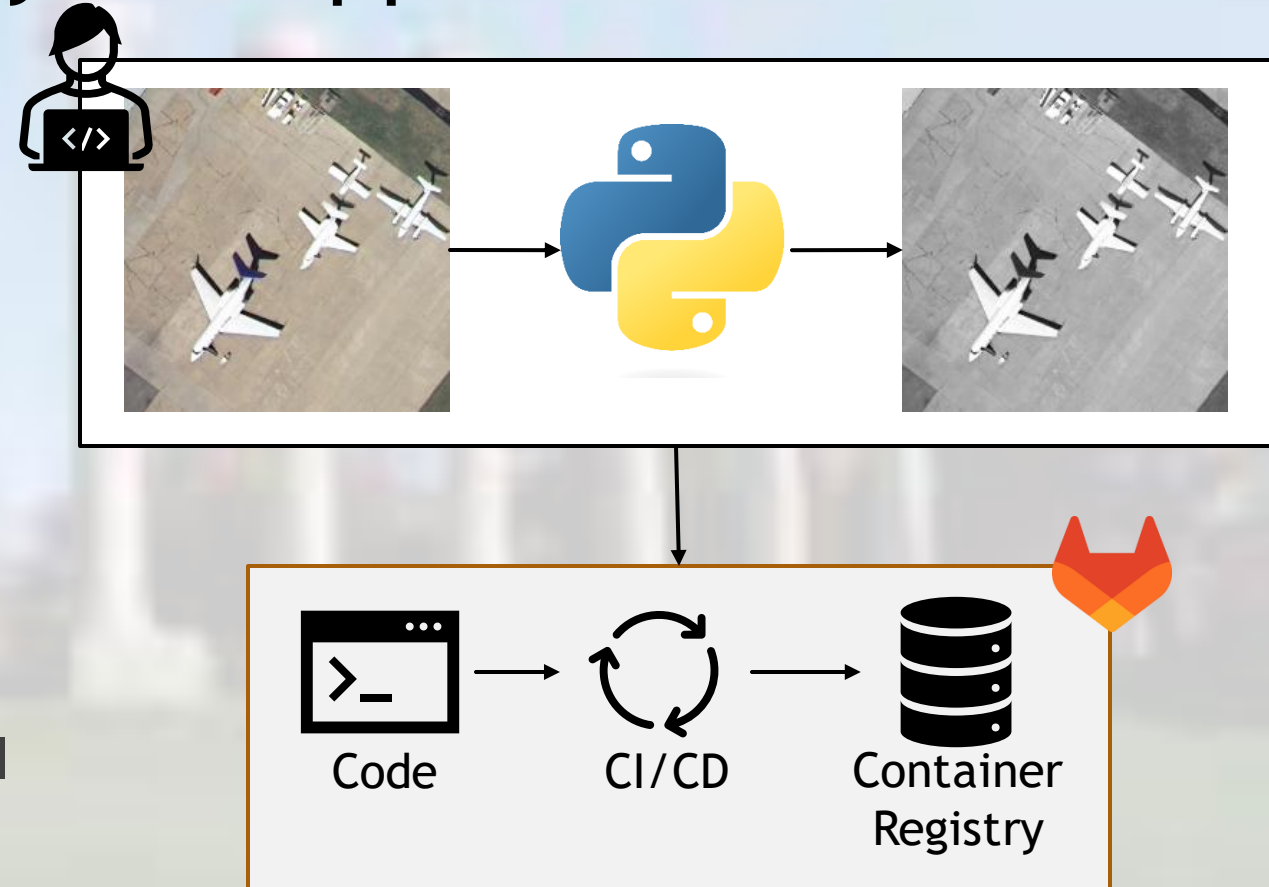 </>
>_
Code
CI/CD
Container
Registry